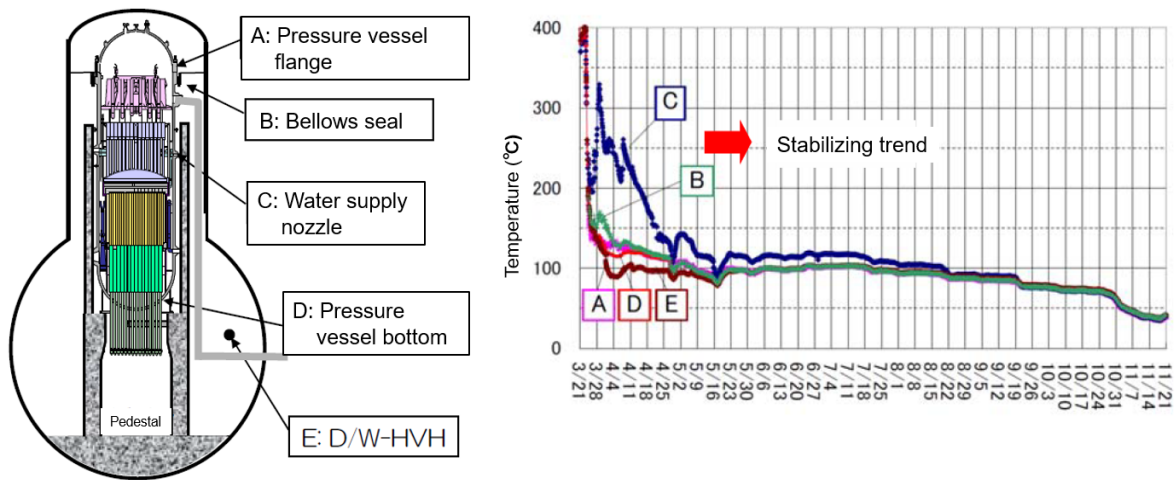 A: Pressure vessel
flange
B: Bellows seal
C: Water supply
nozzle
D: Pressure
vessel bottom
Pedestal
E: D/W-HVH
Temperature (℃)
400
300
200
100
0
C
B
A
D
E
Stabilizing trend
3/21
3/28
4/4
4/11
4/18
4/25
5/2
5/9
5/16
5/23
5/30
6/6
6/13
6/20
6/27
7/4
7/11
7/18
7/25
8/1
8/8
8/15
8/22
8/29
9/5
9/12
9/19
9/26
10/3
10/10
10/17
10/24
10/31
11/7
11/14
11/21